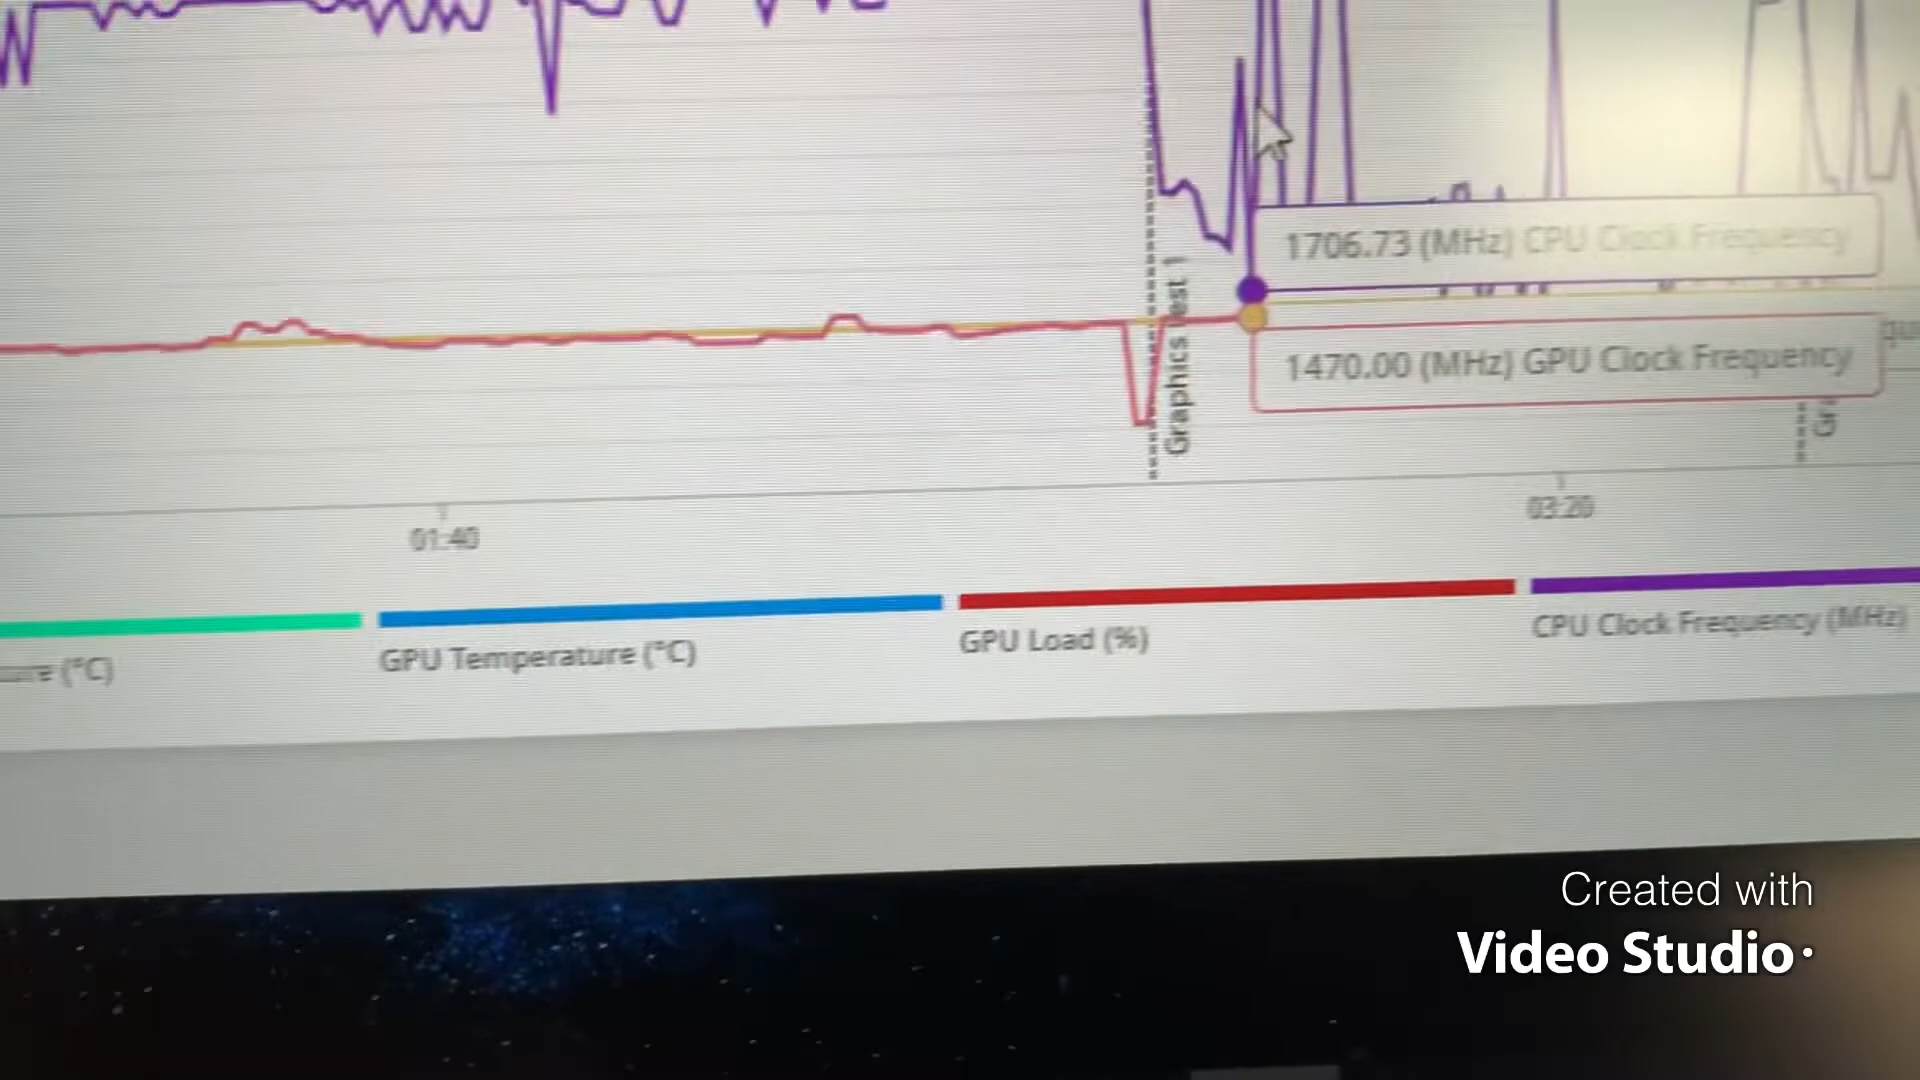 1706.73 (MHz) CPU Clock Frequency
1470.00 (MHz) GPU Clock Frequency
Graphics Test 1
01:40
03:20
(°C)
GPU Temperature (°C)
GPU Load (%)
CPU Clock Frequency (MHz)
Created with
Video Studio